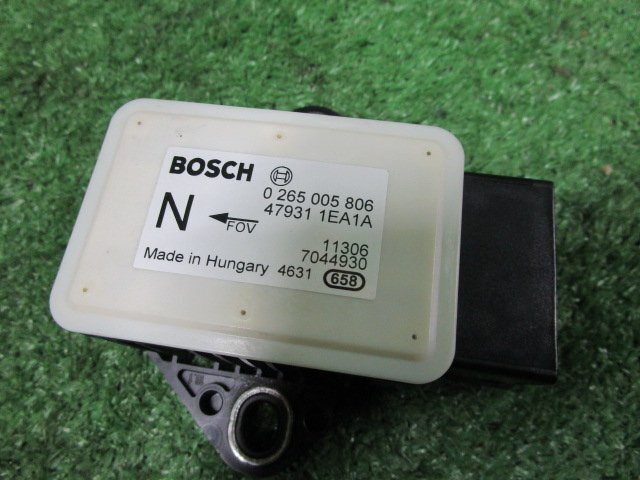 BOSCH
0 265 005 806
47931 1EA1A
N
FOV
11306
7044930
Made in Hungary 4631 658